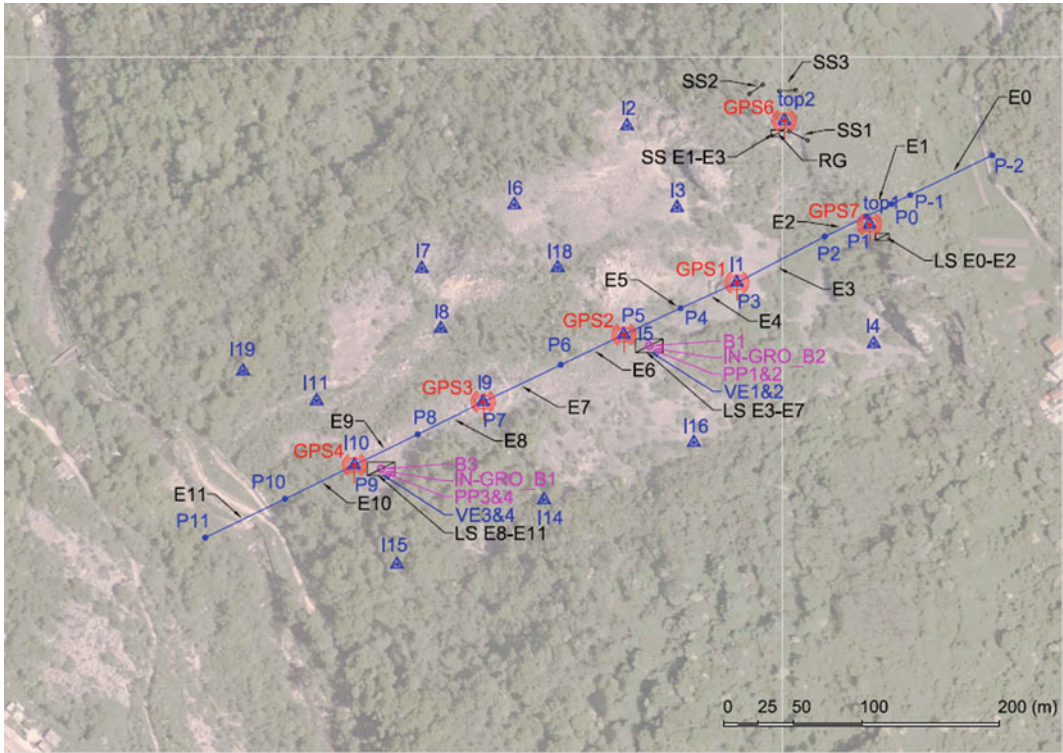 SS3
SS2
GPS6
top2
E0
I2
SS1
SS E1-E3
RG
E1
P-2
I6
I3
top1
P-1
P0
GPS7
E2
P1
P2
LS E0-E2
I7
I18
GPS1
I1
E3
E5
P3
P4
E4
I8
P5
GPS2
I5
I4
B1
IN-GRO_B2
P6
PP1&2
E6
VE1&2
I19
LS E3-E7
I11
GPS3
I9
E7
P8
P7
E9
E8
I16
I10
GPS4
B3
P9
IN-GRO_B1
P10
PP3&4
E11
E10
VE3&4
I14
P11
LS E8-E11
I15
0 25 50 100 200 (m)